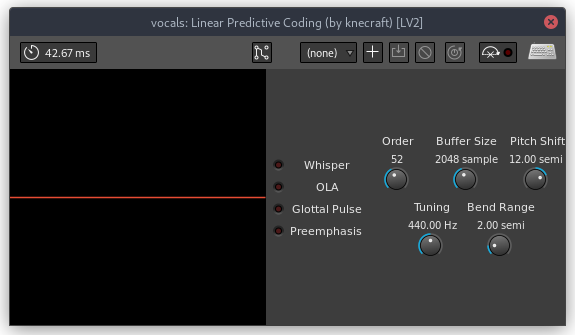 vocals: Linear Predictive Coding (by knecraft) [LV2]
42.67 ms
(none)
Order Buffer Size Pitch Shift
52 2048 sample 12.00 semi
Whisper
OLA
Glottal Pulse
Preemphasis
Tuning Bend Range
440.00 Hz 2.00 semi